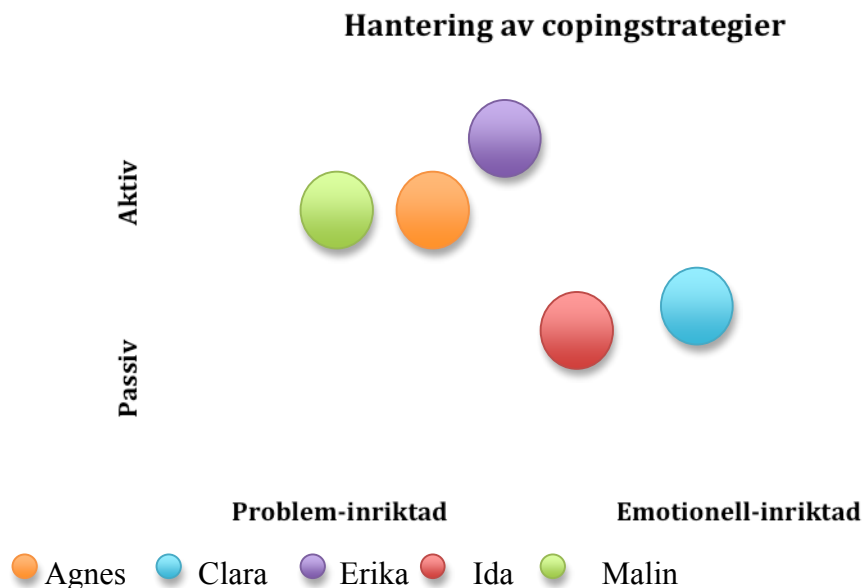 Hantering av copingstrategier
Aktiv
Passiv
Problem-inriktad Emotionell-inriktad
Agnes Clara Erika Ida Malin